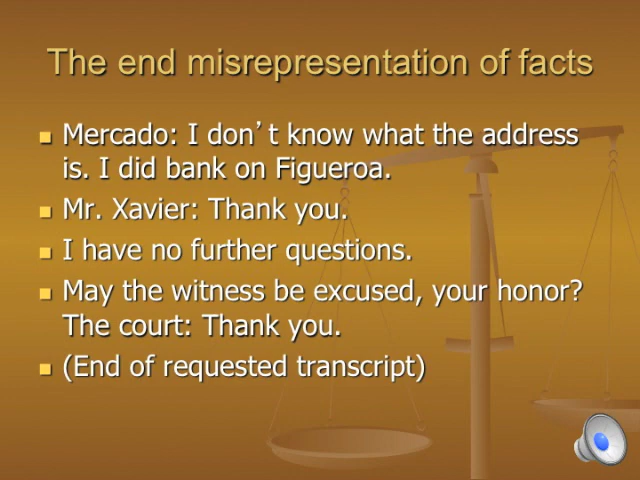 The end misrepresentation of facts
Mercado: I don’t know what the address
is. I did bank on Figueroa.
Mr. Xavier: Thank you.
I have no further questions.
May the witness be excused, your honor?
The court: Thank you.
(End of requested transcript)